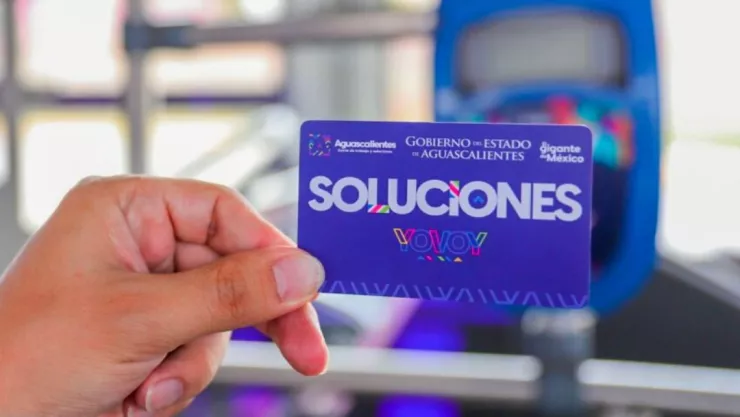 Aguascalientes
GOBIERNO DEL ESTADO
DE AGUASCALIENTES
El gigante
de México
SOLUCIONES
YOVOY